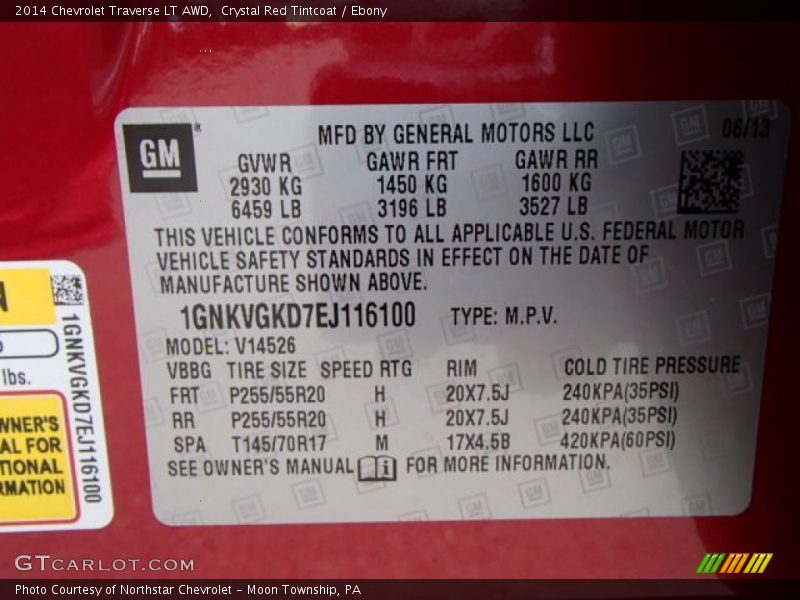 2014 Chevrolet Traverse LT AWD, Crystal Red Tintcoat / Ebony
GM®
MFD BY GENERAL MOTORS LLC 06/13
GVWR GAWR FRT GAWR RR
2930 KG 1450 KG 1600 KG
6459 LB 3196 LB 3527 LB
THIS VEHICLE CONFORMS TO ALL APPLICABLE U.S. FEDERAL MOTOR
VEHICLE SAFETY STANDARDS IN EFFECT ON THE DATE OF
MANUFACTURE SHOWN ABOVE.
1GNKVGKD7EJ116100 TYPE: M.P.V.
MODEL: V14526
VBBG TIRE SIZE SPEED RTG RIM COLD TIRE PRESSURE
FRT P255/55R20 H 20X7.5J 240KPA(35PSI)
RR P255/55R20 H 20X7.5J 240KPA(35PSI)
SPA T145/70R17 M 17X4.5B 420KPA(60PSI)
SEE OWNER'S MANUAL i FOR MORE INFORMATION.
1GNKVGKD7EJ116100
lbs.
WNER'S
AL FOR
TIONAL
RMATION
GTCARLOT.COM
Photo Courtesy of Northstar Chevrolet - Moon Township, PA